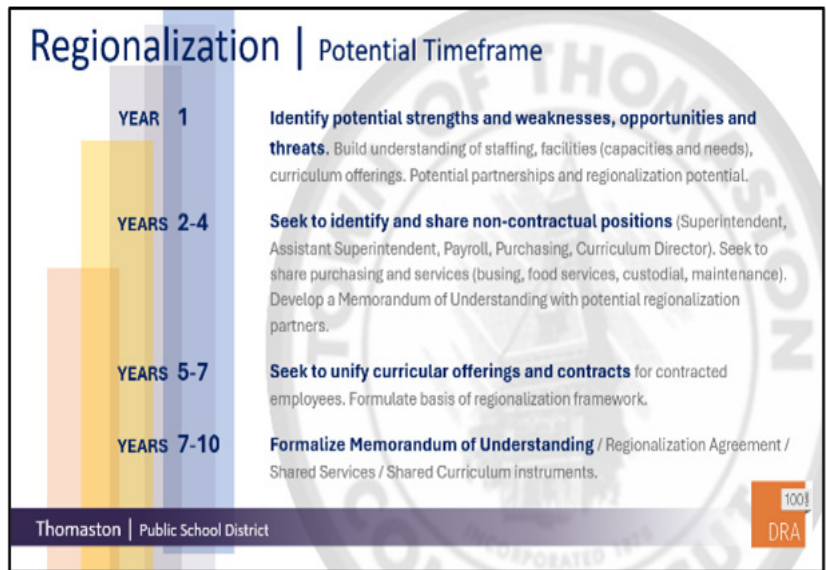 Regionalization | Potential Timeframe
YEAR 1
Identify potential strengths and weaknesses, opportunities and
threats. Build understanding of staffing, facilities (capacities and needs),
curriculum offerings. Potential partnerships and regionalization potential.
YEARS 2-4
Seek to identify and share non-contractual positions (Superintendent,
Assistant Superintendent, Payroll, Purchasing, Curriculum Director). Seek to
share purchasing and services (busing, food services, custodial, maintenance).
Develop a Memorandum of Understanding with potential regionalization
partners.
YEARS 5-7
Seek to unify curricular offerings and contracts for contracted
employees. Formulate basis of regionalization framework.
YEARS 7-10
Formalize Memorandum of Understanding / Regionalization Agreement /
Shared Services / Shared Curriculum instruments.
Thomaston | Public School District
100
DRA
TOWN OF THOMASTON
INCORPORATED 1875